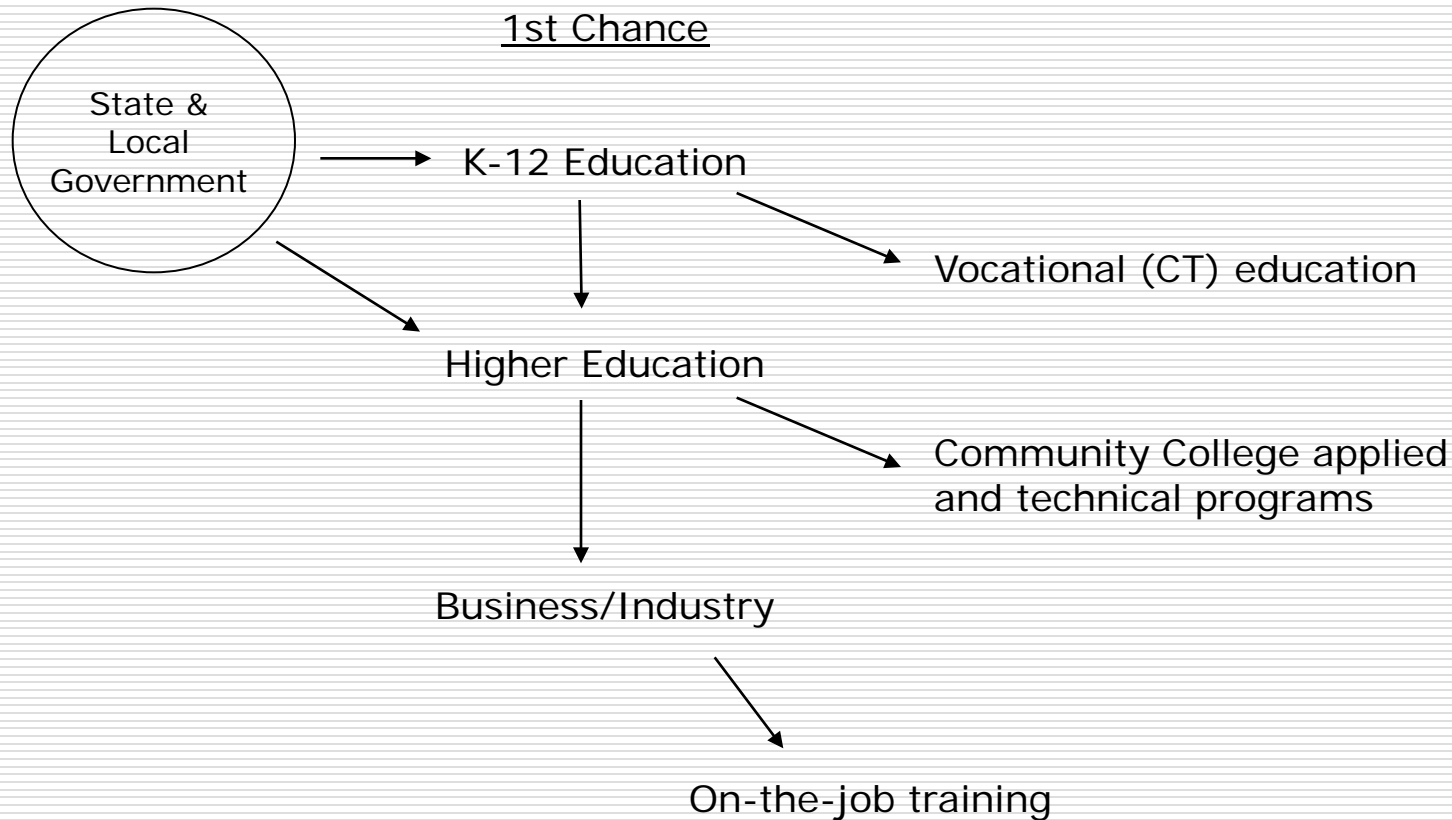 1st Chance
State &
Local
Government
K-12 Education
Vocational (CT) education
Higher Education
Community College applied
and technical programs
Business/Industry
On-the-job training